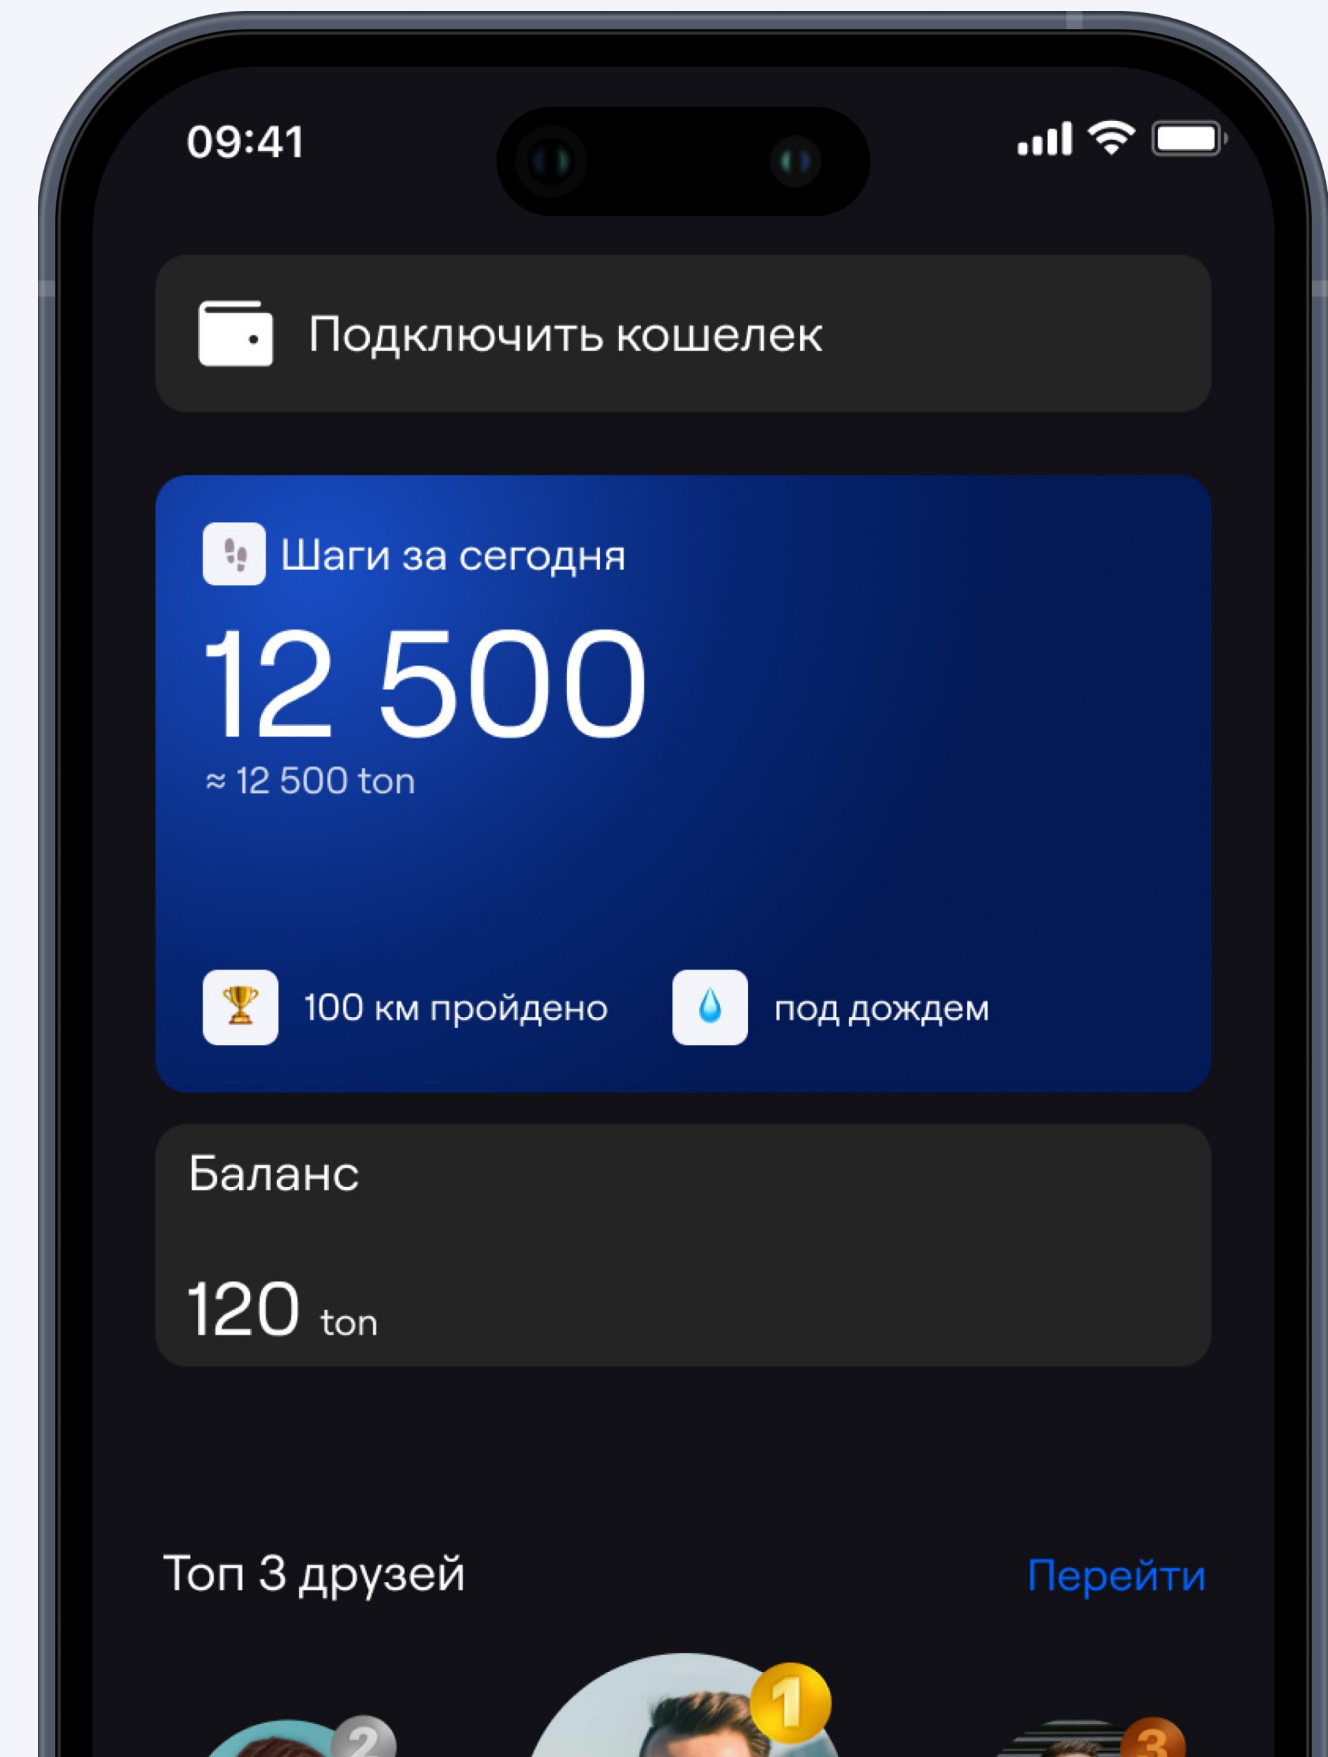 09:41
Подключить кошелек
Шаги за сегодня
12 500
≈ 12 500 ton
100 км пройдено
под дождем
Баланс
120 ton
Топ 3 друзей
Перейти
1
2
3